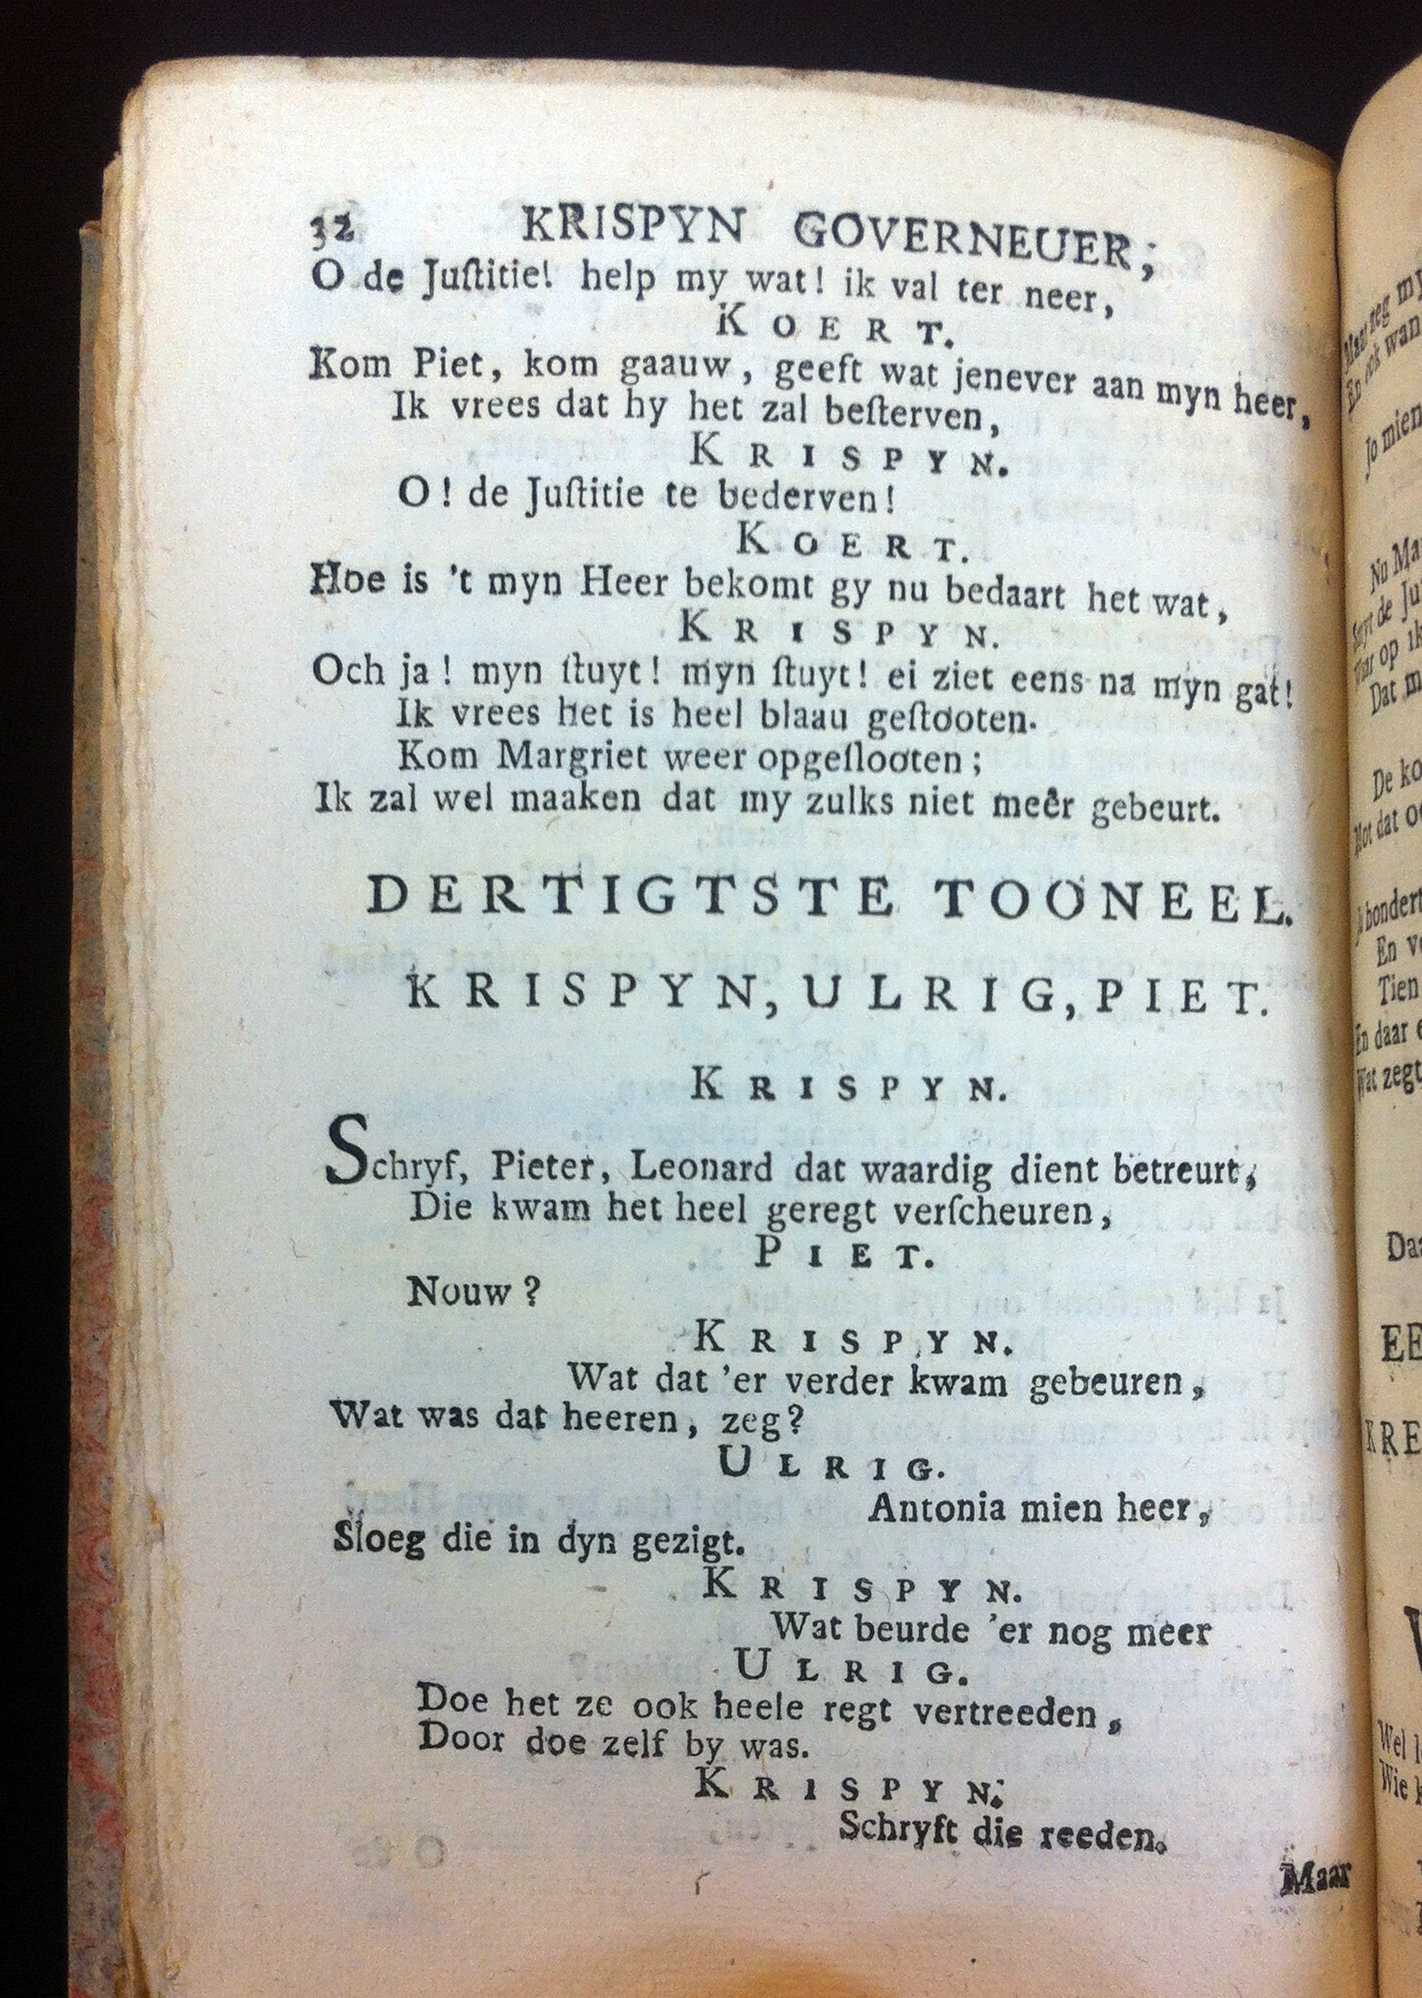 32 KRISPYN GOVERNEUER;
O de Juſtitie! help my wat! ik val ter neer,
KOERT.
Kom Piet, kom gaauw, geeft wat jenever aan myn heer,
Ik vrees dat hy het zal beſterven,
KRISPYN.
O! de Juſtitie te bederven!
KOERT.
Hoe is 't myn Heer bekomt gy nu bedaart het wat,
KRISPYN.
Och ja! myn ſtuyt! myn ſtuyt! ei ziet eens na myn gat!
Ik vrees het is heel blaau geſtooten.
Kom Margriet weer opgeſlooten;
Ik zal wel maaken dat my zulks niet meêr gebeurt.
DERTIGTSTE TOONEEL.
KRISPYN, ULRIG, PIET.
KRISPYN.
Schryf, Pieter, Leonard dat waardig dient betreurt,
Die kwam het heel geregt verſcheuren,
PIET.
Nouw?
KRISPYN.
Wat dat 'er verder kwam gebeuren,
Wat was dat heeren, zeg?
ULRIG.
Antonia mien heer,
Sloeg die in dyn gezigt.
KRISPYN.
Wat beurde 'er nog meer
ULRIG.
Doe het ze ook heele regt vertreeden,
Door doe zelf by was.
KRISPYN.
Schryft die reeden.
Maar